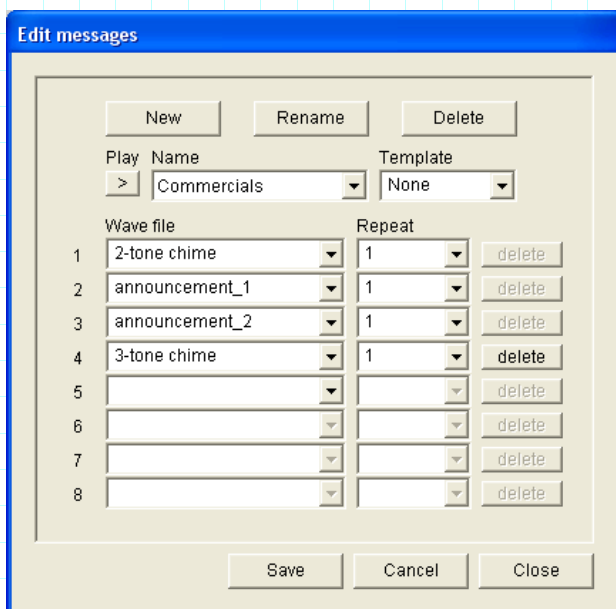 Edit messages
New Rename Delete
Play Name Template
> Commercials None
Wave file Repeat
1 2-tone chime 1 delete
2 announcement_1 1 delete
3 announcement_2 1 delete
4 3-tone chime 1 delete
5 delete
6 delete
7 delete
8 delete
Save Cancel Close